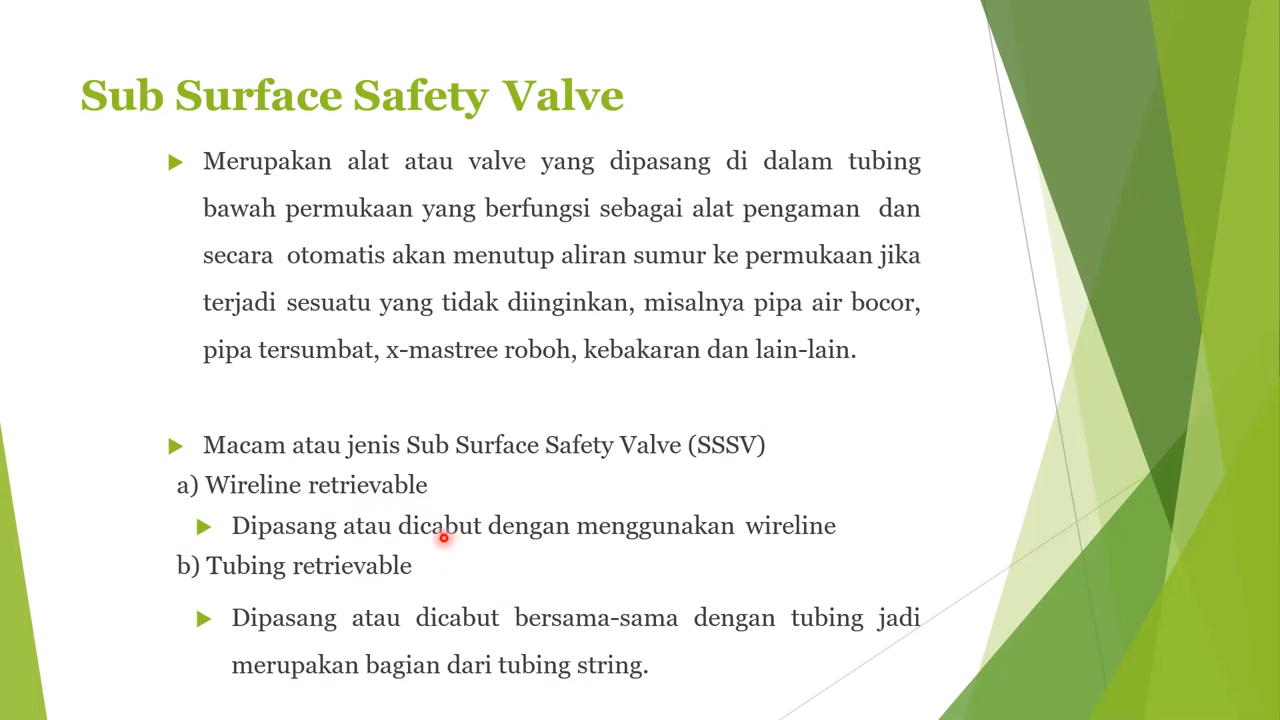 Sub Surface Safety Valve
Merupakan alat atau valve yang dipasang di dalam tubing
bawah permukaan yang berfungsi sebagai alat pengaman dan
secara otomatis akan menutup aliran sumur ke permukaan jika
terjadi sesuatu yang tidak diinginkan, misalnya pipa air bocor,
pipa tersumbat, x-mastree roboh, kebakaran dan lain-lain.
Macam atau jenis Sub Surface Safety Valve (SSSV)
a) Wireline retrievable
Dipasang atau dicabut dengan menggunakan wireline
b) Tubing retrievable
Dipasang atau dicabut bersama-sama dengan tubing jadi
merupakan bagian dari tubing string.